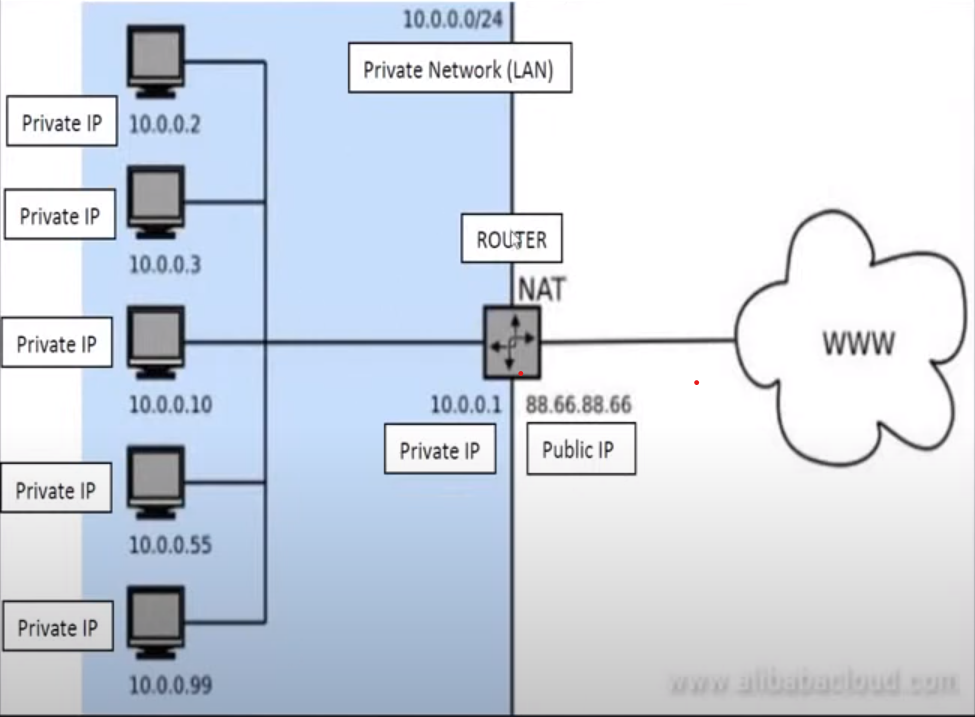 10.0.0.0/24
Private Network (LAN)
Private IP
10.0.0.2
Private IP
10.0.0.3
ROUTER
NAT
Private IP
10.0.0.10
WWW
10.0.0.1
88.66.88.66
Private IP
Public IP
Private IP
10.0.0.55
Private IP
10.0.0.99
www.alibabacloud.com